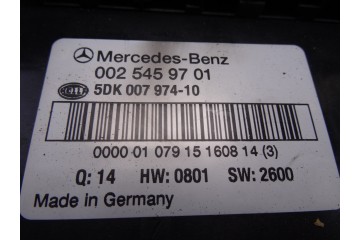 Mercedes-Benz
002 545 97 01
HELLA 5DK 007 974-10
0000 01 079 15 1608 14 (3)
Q: 14 HW: 0801 SW: 2600
Made in Germany